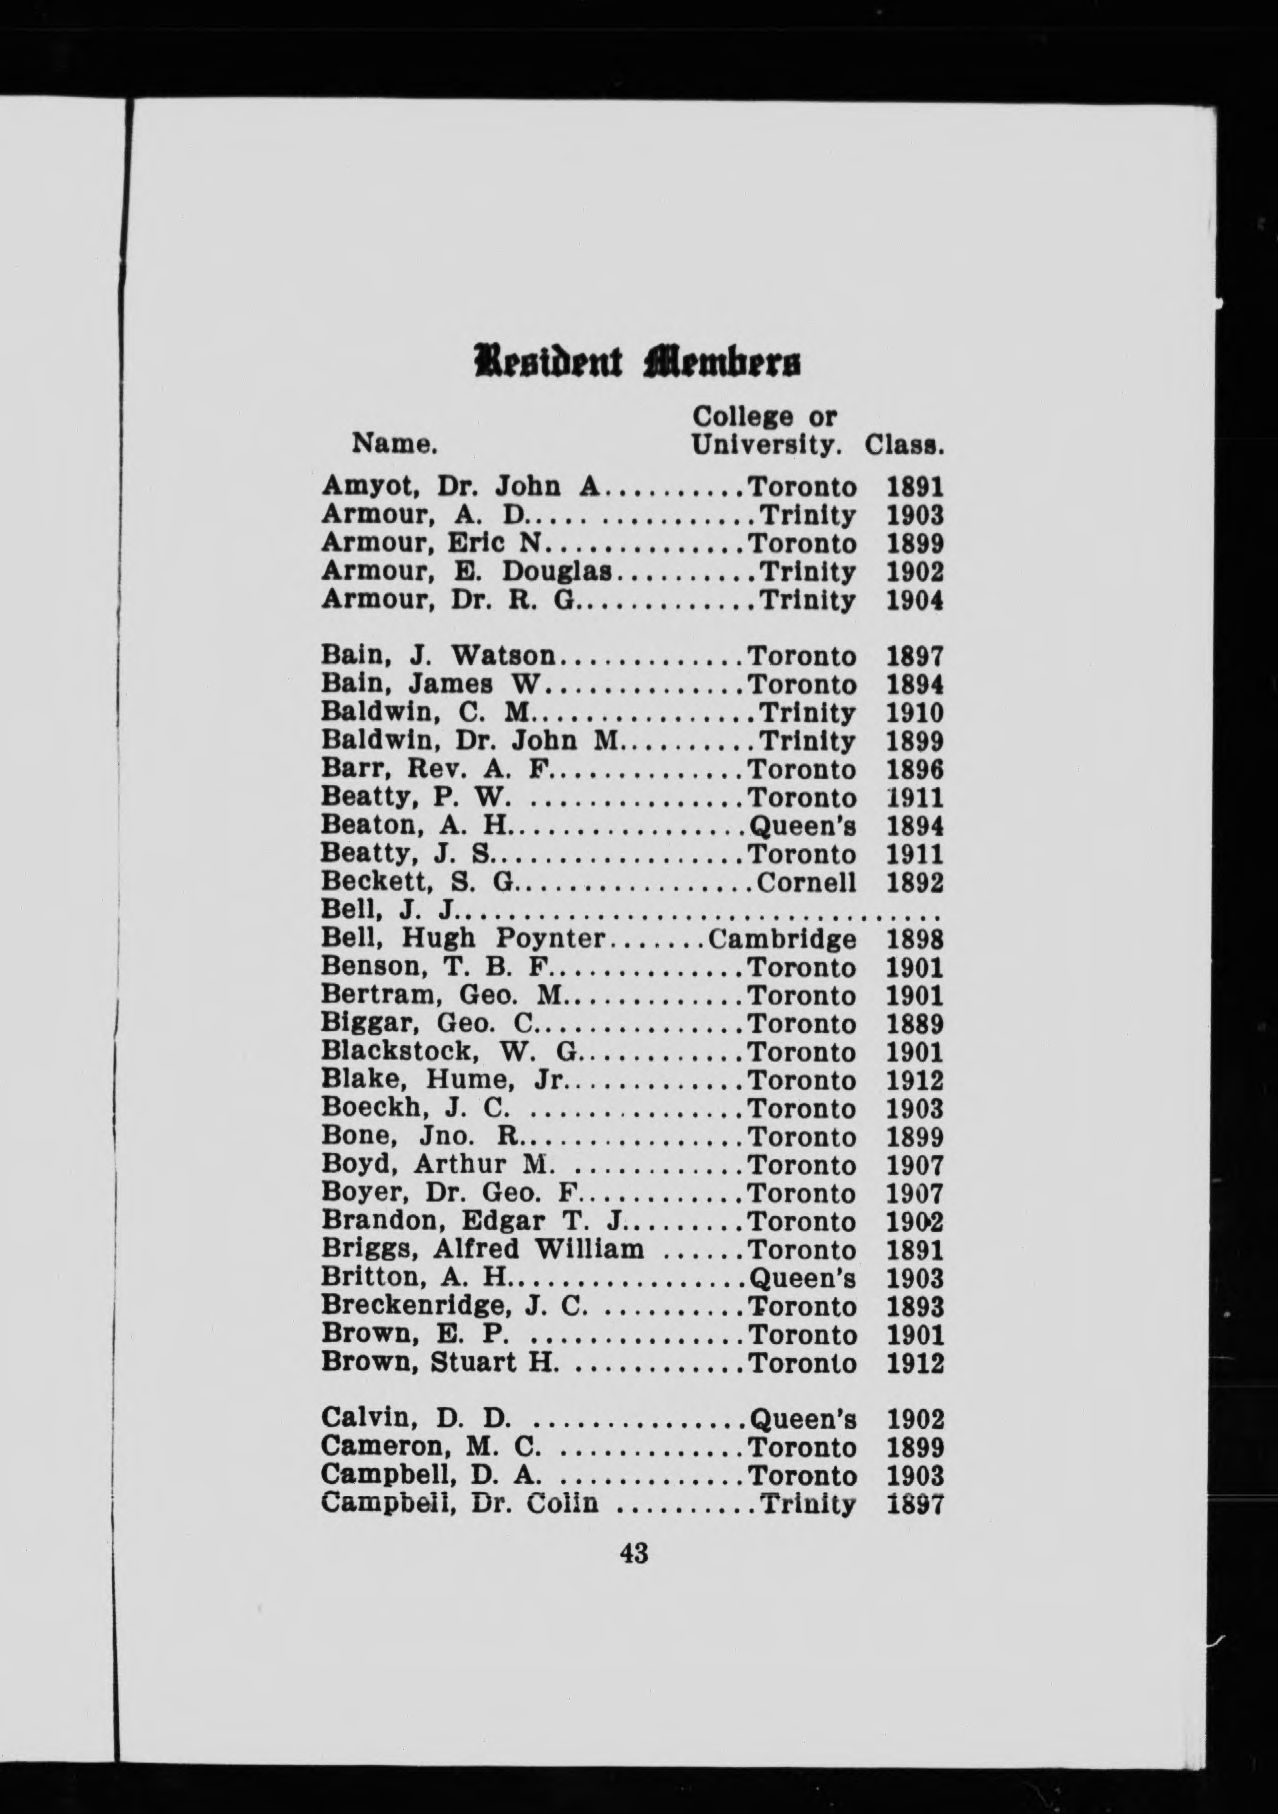 Resident Members
College or
Name. University. Class.
Amyot, Dr. John A..........Toronto 1891
Armour, A. D.................Trinity 1903
Armour, Eric N..............Toronto 1899
Armour, E. Douglas..........Trinity 1902
Armour, Dr. R. G.............Trinity 1904
Bain, J. Watson.............Toronto 1897
Bain, James W..............Toronto 1894
Baldwin, C. M................Trinity 1910
Baldwin, Dr. John M..........Trinity 1899
Barr, Rev. A. F..............Toronto 1896
Beatty, P. W. ...............Toronto 1911
Beaton, A. H.................Queen's 1894
Beatty, J. S..................Toronto 1911
Beckett, S. G.................Cornell 1892
Bell, J. J...................................
Bell, Hugh Poynter.......Cambridge 1898
Benson, T. B. F..............Toronto 1901
Bertram, Geo. M.............Toronto 1901
Biggar, Geo. C...............Toronto 1889
Blackstock, W. G............Toronto 1901
Blake, Hume, Jr.............Toronto 1912
Boeckh, J. C. ...............Toronto 1903
Bone, Jno. R................Toronto 1899
Boyd, Arthur M. ............Toronto 1907
Boyer, Dr. Geo. F............Toronto 1907
Brandon, Edgar T. J.........Toronto 1902
Briggs, Alfred William ......Toronto 1891
Britton, A. H.................Queen's 1903
Breckenridge, J. C. ..........Toronto 1893
Brown, E. P. ...............Toronto 1901
Brown, Stuart H. ............Toronto 1912
Calvin, D. D. ...............Queen's 1902
Cameron, M. C. .............Toronto 1899
Campbell, D. A. .............Toronto 1903
Campbell, Dr. Colin ..........Trinity 1897
43